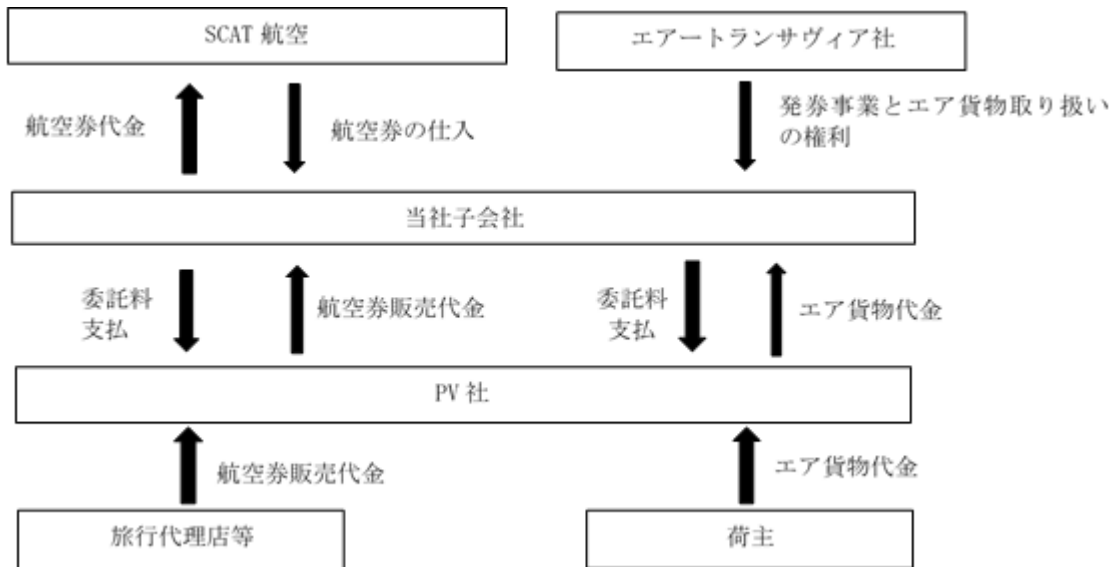 SCAT 航空
エアートランサヴィア社
航空券代金
航空券の仕入
発券事業とエア貨物取り扱い
の権利
当社子会社
委託料
支払
航空券販売代金
委託料
支払
エア貨物代金
PV 社
航空券販売代金
エア貨物代金
旅行代理店等
荷主